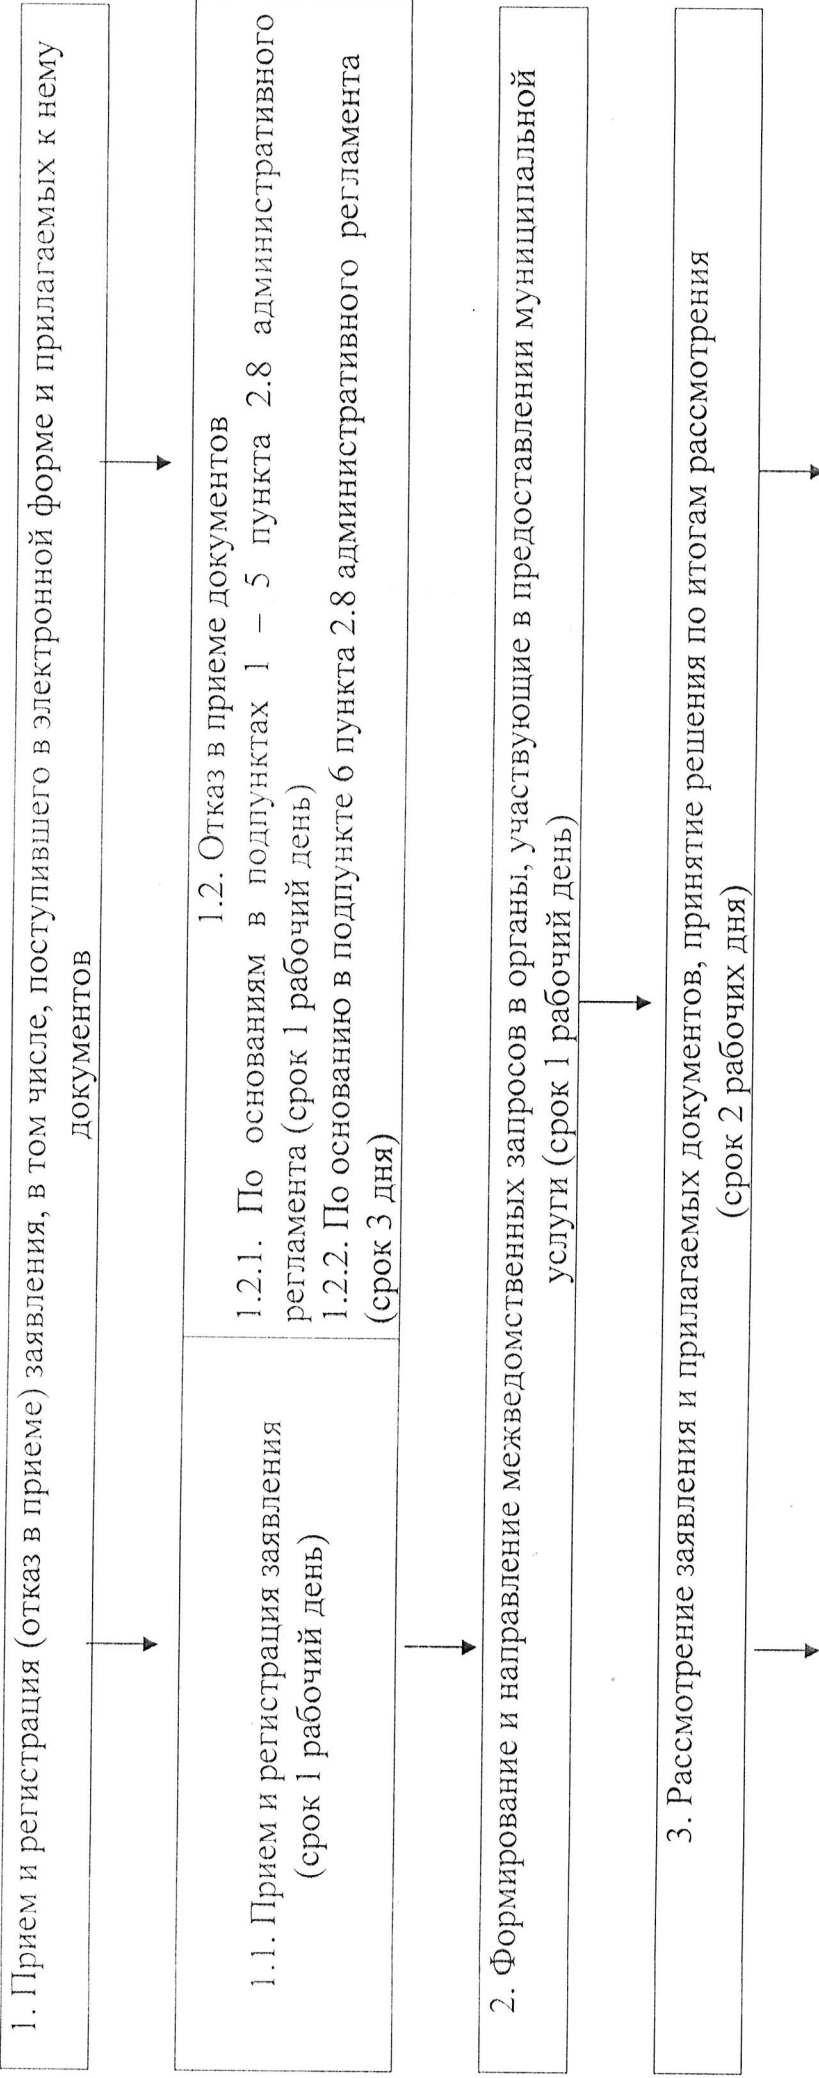 1. Прием и регистрация (отказ в приеме) заявления, в том числе, поступившего в электронной форме и прилагаемых к нему
документов
1.1. Прием и регистрация заявления
(срок 1 рабочий день)
1.2. Отказ в приеме документов
1.2.1. По основаниям в подпунктах 1 – 5 пункта 2.8 административного
регламента (срок 1 рабочий день)
1.2.2. По основанию в подпункте 6 пункта 2.8 административного регламента
(срок 3 дня)
2. Формирование и направление межведомственных запросов в органы, участвующие в предоставлении муниципальной
услуги (срок 1 рабочий день)
3. Рассмотрение заявления и прилагаемых документов, принятие решения по итогам рассмотрения
(срок 2 рабочих дня)